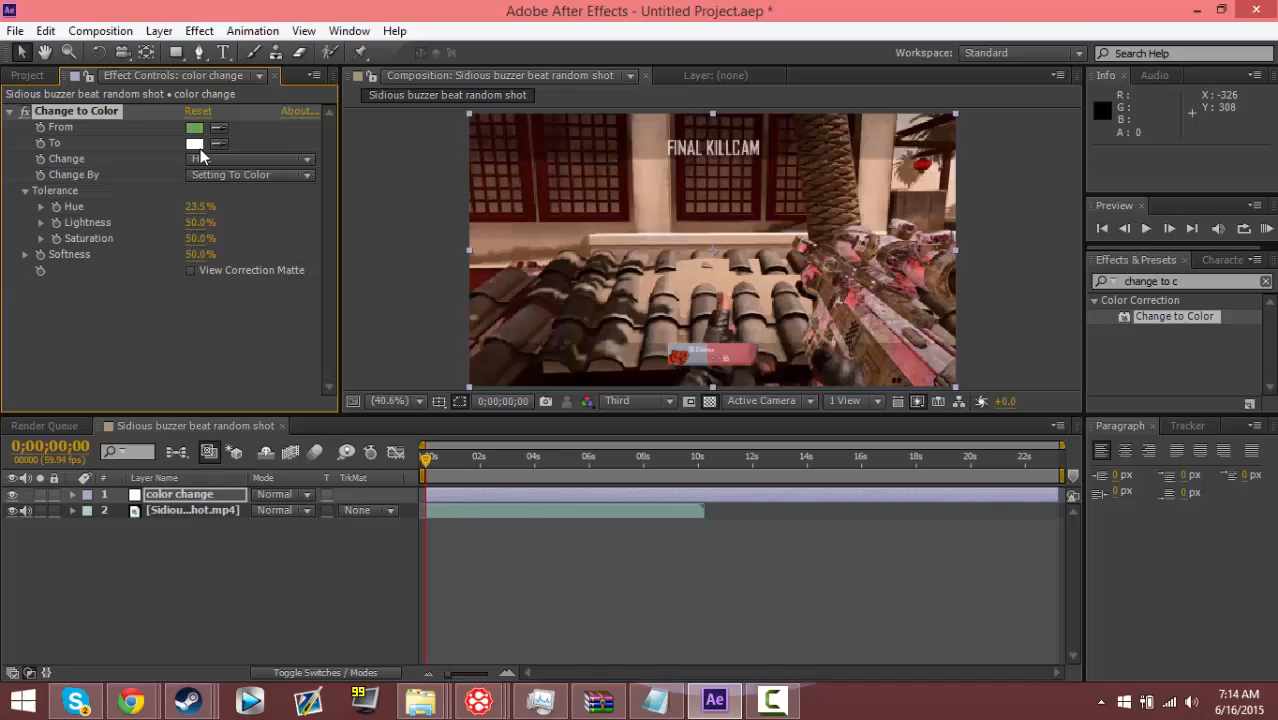 Adobe After Effects - Untitled Project.aep *
File Edit Composition Layer Effect Animation View Window Help
Workspace: Standard
Search Help
Project
Effect Controls: color change
Composition: Sidious buzzer beat random shot
Layer: (none)
Info
Audio
Sidious buzzer beat random shot • color change
Sidious buzzer beat random shot
Change to Color Reset About...
From
To
Change
Change By Setting To Color
Tolerance
Hue 23.5%
Lightness 50.0%
Saturation 50.0%
Softness 50.0%
View Correction Matte
FINAL KILLCAM
R :
G :
B :
A : 0
X : -326
Y : 308
Preview
Effects & Presets
Characte
change to c
Color Correction
Change to Color
(40.6%)
0;00;00;00
Third
Active Camera
1 View
+0.0
Render Queue
Sidious buzzer beat random shot
0;00;00;00
00000 (59.94 fps)
02s 04s 06s 08s 10s 12s 14s 16s 18s 20s 22s
# Layer Name Mode T TrkMat
1 color change Normal
2 [Sidiou...hot.mp4] Normal None
Toggle Switches / Modes
Paragraph
Tracker
0 px 0 px 0 px
0 px 0 px
99
2
Ae
7:14 AM
6/16/2015